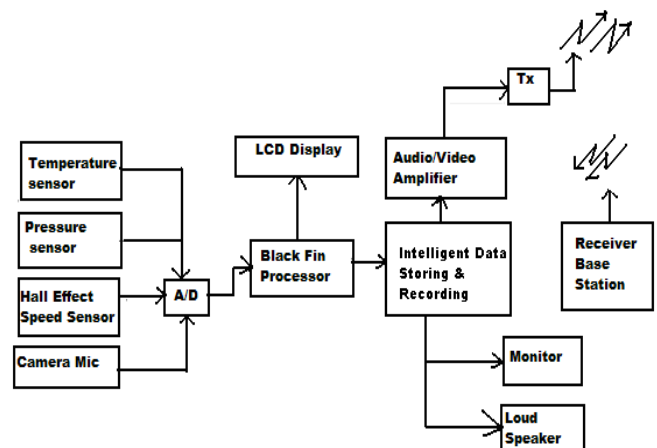 Tx
LCD Display
Audio/Video
Amplifier
Temperature
sensor
Pressure
sensor
Black Fin
Processor
Intelligent Data
Storing &
Recording
Receiver
Base
Station
Hall Effect
Speed Sensor
A/D
Camera Mic
Monitor
Loud
Speaker